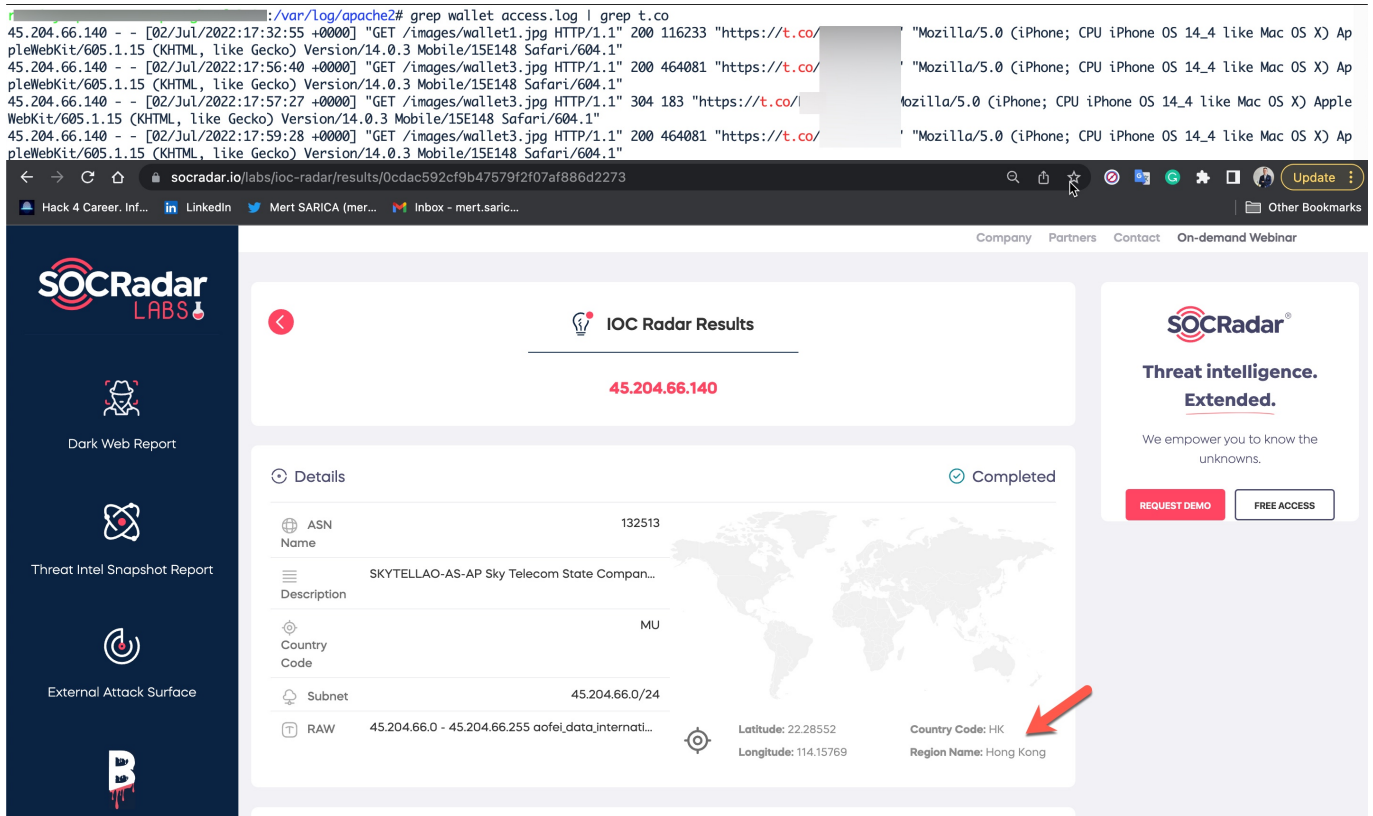 :/var/log/apache2# grep wallet access.log | grep t.co
45.204.66.140 - - [02/Jul/2022:17:32:55 +0000] "GET /images/wallet1.jpg HTTP/1.1" 200 116233 "https://t.co/ " "Mozilla/5.0 (iPhone; CPU iPhone OS 14_4 like Mac OS X) Ap
pleWebKit/605.1.15 (KHTML, like Gecko) Version/14.0.3 Mobile/15E148 Safari/604.1"
45.204.66.140 - - [02/Jul/2022:17:56:40 +0000] "GET /images/wallet3.jpg HTTP/1.1" 200 464081 "https://t.co/ " "Mozilla/5.0 (iPhone; CPU iPhone OS 14_4 like Mac OS X) Ap
pleWebKit/605.1.15 (KHTML, like Gecko) Version/14.0.3 Mobile/15E148 Safari/604.1"
45.204.66.140 - - [02/Jul/2022:17:57:27 +0000] "GET /images/wallet3.jpg HTTP/1.1" 304 183 "https://t.co/ Mozilla/5.0 (iPhone; CPU iPhone OS 14_4 like Mac OS X) Apple
WebKit/605.1.15 (KHTML, like Gecko) Version/14.0.3 Mobile/15E148 Safari/604.1"
45.204.66.140 - - [02/Jul/2022:17:59:28 +0000] "GET /images/wallet3.jpg HTTP/1.1" 200 464081 "https://t.co/ " "Mozilla/5.0 (iPhone; CPU iPhone OS 14_4 like Mac OS X) Ap
pleWebKit/605.1.15 (KHTML, like Gecko) Version/14.0.3 Mobile/15E148 Safari/604.1"
socradar.io/labs/ioc-radar/results/0cdac592cf9b47579f2f07af886d2273
Update
Hack 4 Career. Inf... LinkedIn Mert SARICA (mer... Inbox - mert.saric... Other Bookmarks
Company Partners Contact On-demand Webinar
SOCRadar
LABS
Dark Web Report
Threat Intel Snapshot Report
External Attack Surface
B
IOC Radar Results
45.204.66.140
Details
Completed
ASN Name
132513
Description
SKYTELLAO-AS-AP Sky Telecom State Compan...
Country Code
MU
Subnet
45.204.66.0/24
RAW
45.204.66.0 - 45.204.66.255 aofei_data_internati...
Latitude: 22.28552
Longitude: 114.15769
Country Code: HK
Region Name: Hong Kong
SOCRadar®
Threat intelligence.
Extended.
We empower you to know the
unknowns.
REQUEST DEMO
FREE ACCESS